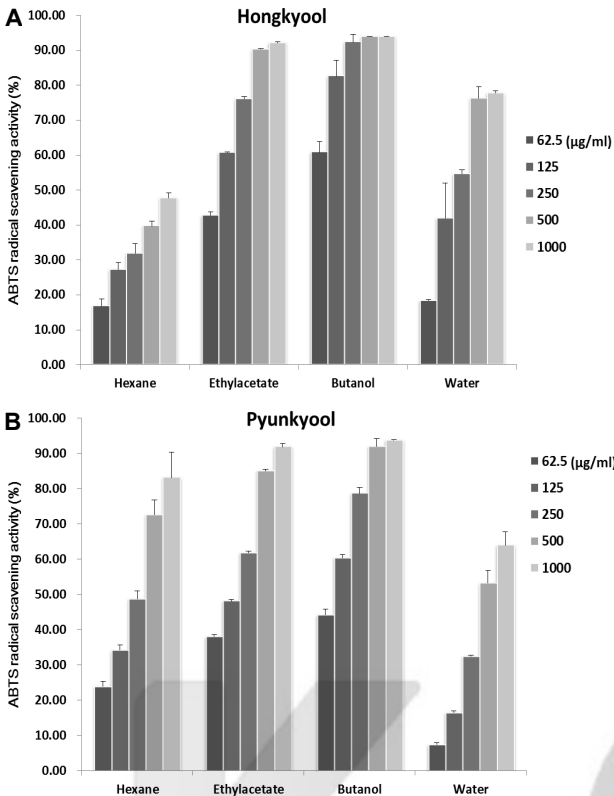 A
Hongkyool
ABTS radical scavening activity (%)
100.00
90.00
80.00
70.00
60.00
50.00
40.00
30.00
20.00
10.00
0.00
Hexane
Ethylacetate
Butanol
Water
62.5 (µg/ml)
125
250
500
1000
B
Pyunkyool
ABTS radical scavening activity (%)
100.00
90.00
80.00
70.00
60.00
50.00
40.00
30.00
20.00
10.00
0.00
Hexane
Ethylacetate
Butanol
Water
62.5 (µg/ml)
125
250
500
1000